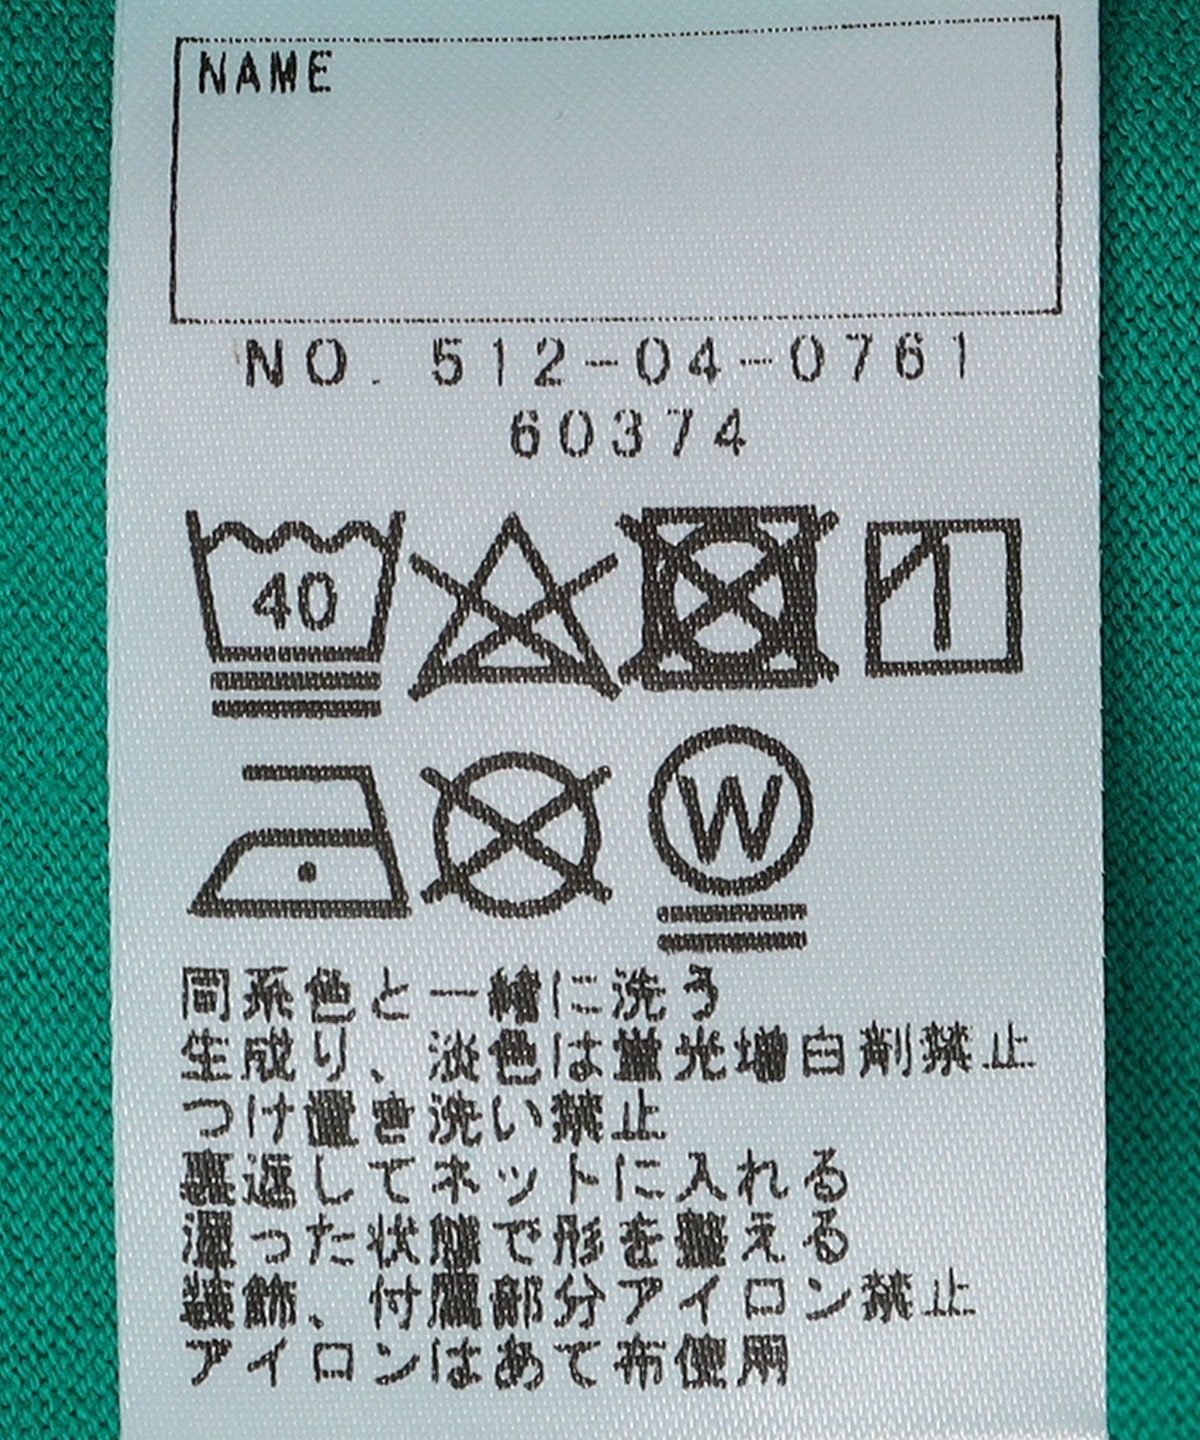 NAME
NO. 512-04-0761
60374
40
W
同系色と一緒に洗う
生成り、淡色は蛍光増白剤禁止
つけ置き洗い禁止
裏返してネットに入れる
湿った状態で形を整える
装飾、付属部分アイロン禁止
アイロンはあて布使用